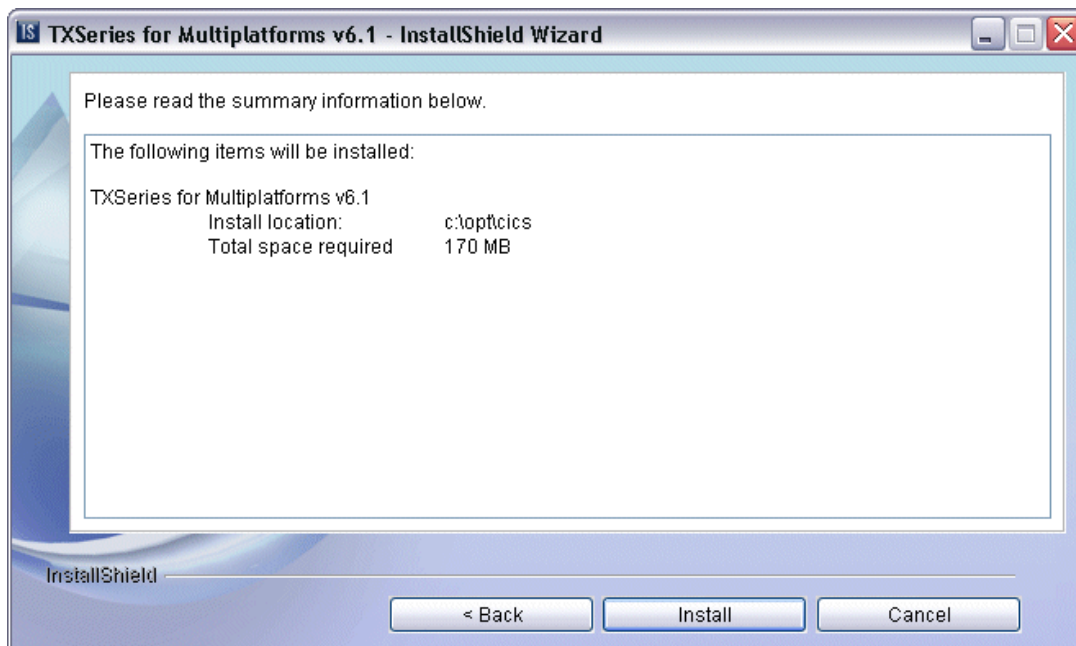 IS TXSeries for Multiplatforms v6.1 - InstallShield Wizard
Please read the summary information below.
The following items will be installed:
TXSeries for Multiplatforms v6.1
Install location: c:\opt\cics
Total space required 170 MB
InstallShield
< Back Install Cancel